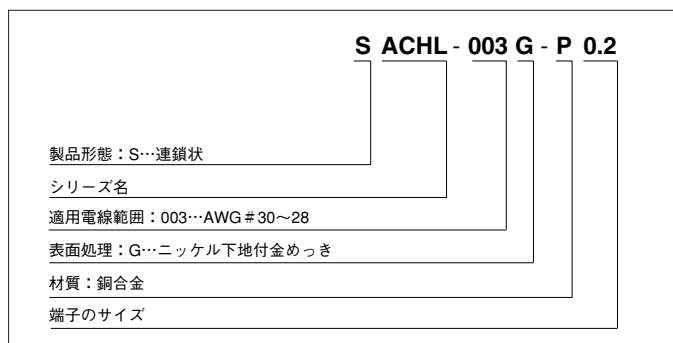 S ACHL - 003 G - P 0.2
製品形態：S…連鎖状
シリーズ名
適用電線範囲：003…AWG＃30～28
表面処理：G…ニッケル下地付金めっき
材質：銅合金
端子のサイズ